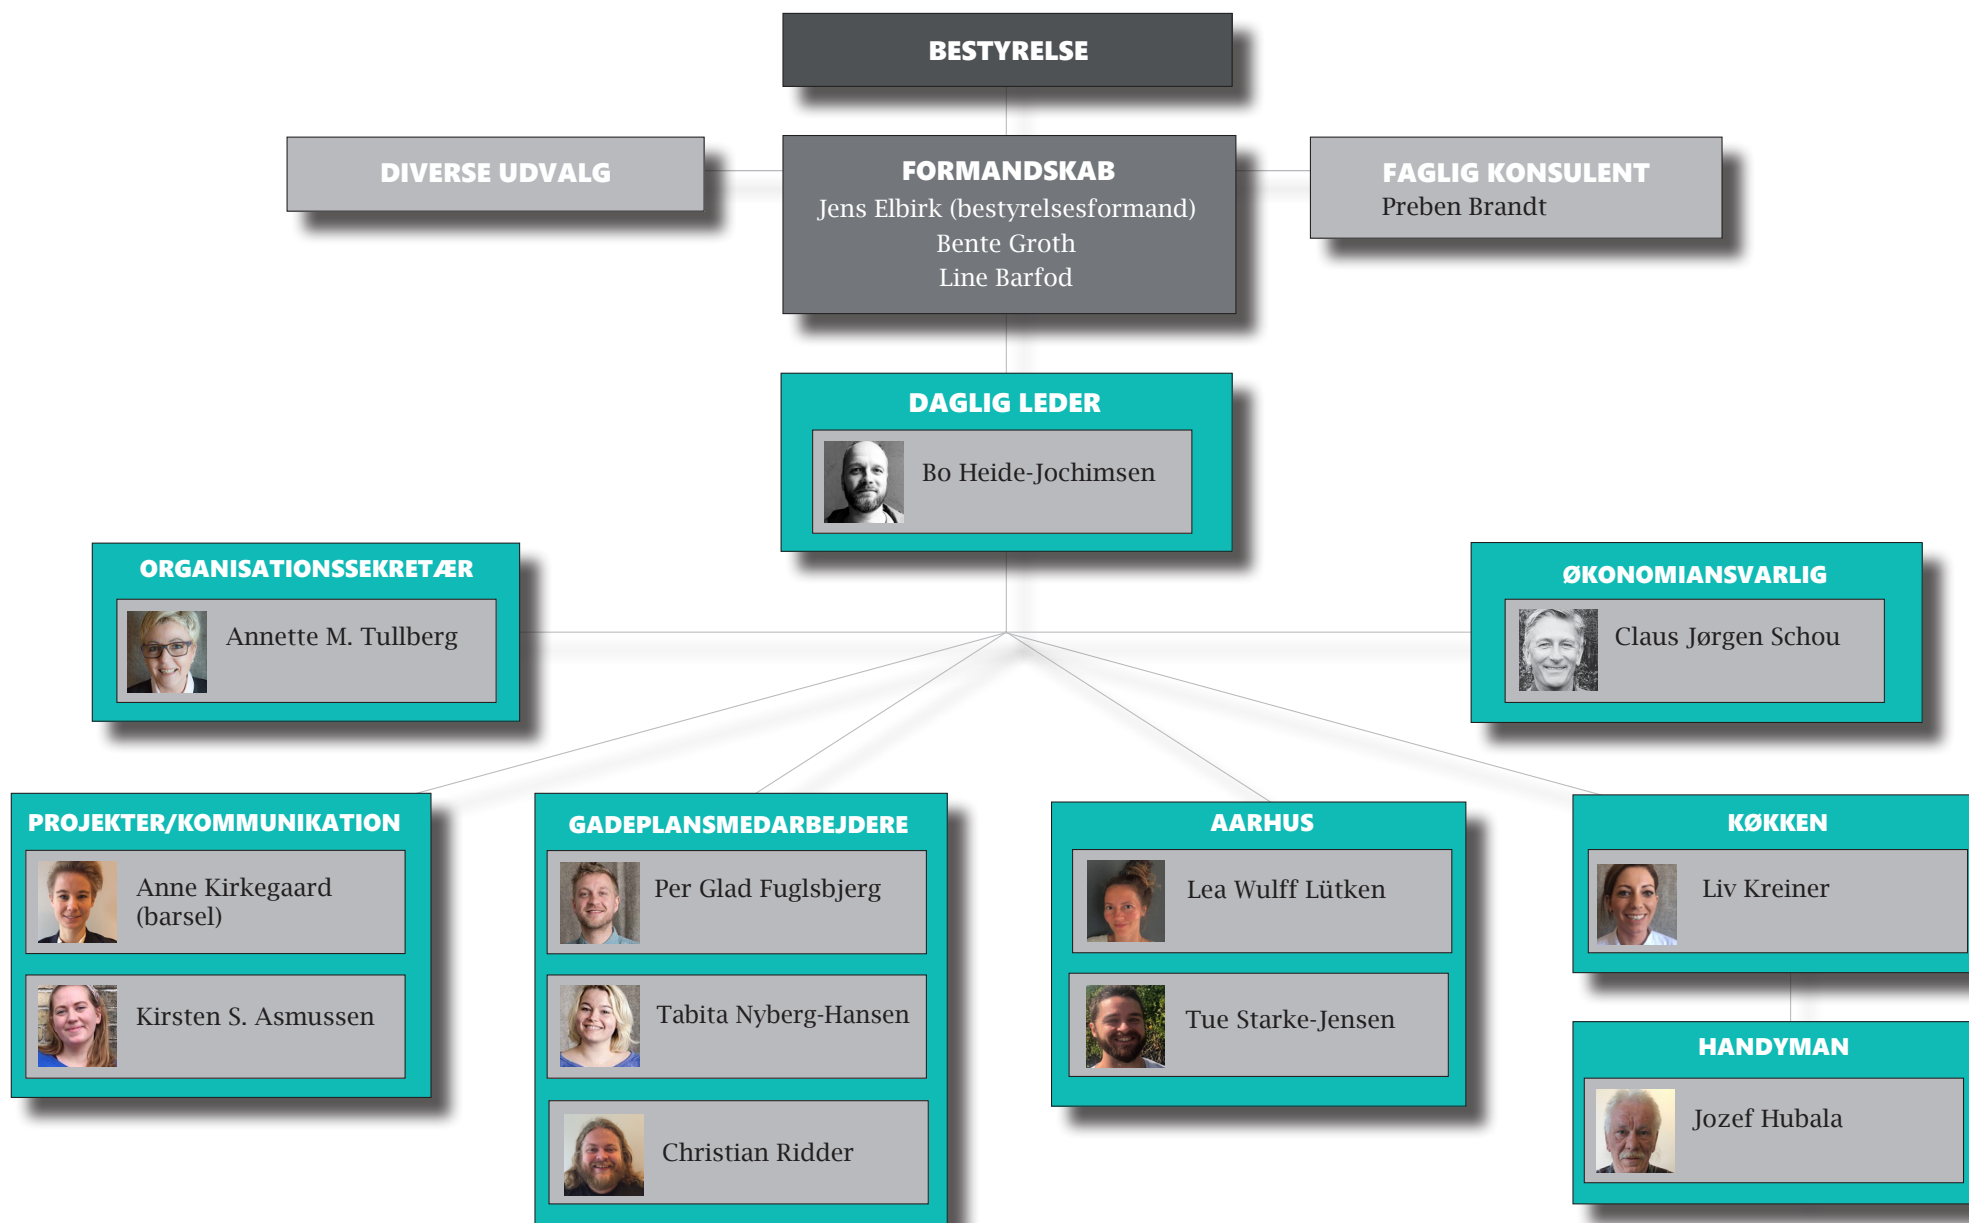 BESTYRELSE
DIVERSE UDVALG
FORMANDSKAB
Jens Elbirk (bestyrelsesformand)
Bente Groth
Line Barfod
FAGLIG KONSULENT
Preben Brandt
DAGLIG LEDER
Bo Heide-Jochimsen
ORGANISATIONSSEKRETÆR
Annette M. Tullberg
ØKONOMIANSVARLIG
Claus Jørgen Schou
PROJEKTER/KOMMUNIKATION
Anne Kirkegaard
(barsel)
Kirsten S. Asmussen
GADEPLANSMEDARBEJDERE
Per Glad Fuglsbjerg
Tabita Nyberg-Hansen
Christian Ridder
AARHUS
Lea Wulff Lütken
Tue Starke-Jensen
KØKKEN
Liv Kreiner
HANDYMAN
Jozef Hubala